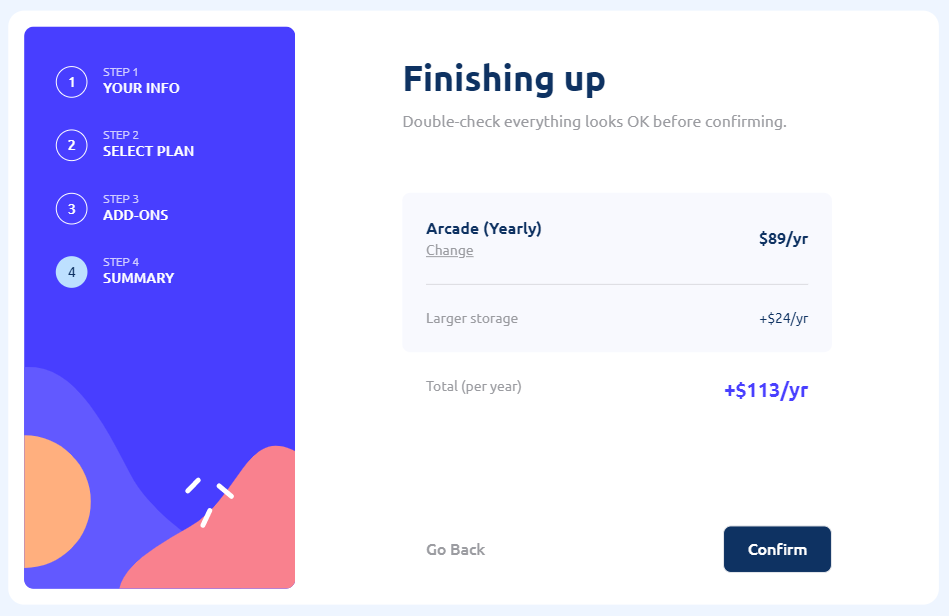 1
STEP 1
YOUR INFO
2
STEP 2
SELECT PLAN
3
STEP 3
ADD-ONS
4
STEP 4
SUMMARY
Finishing up
Double-check everything looks OK before confirming.
Arcade (Yearly)
Change
$89/yr
Larger storage
+$24/yr
Total (per year)
+$113/yr
Go Back
Confirm